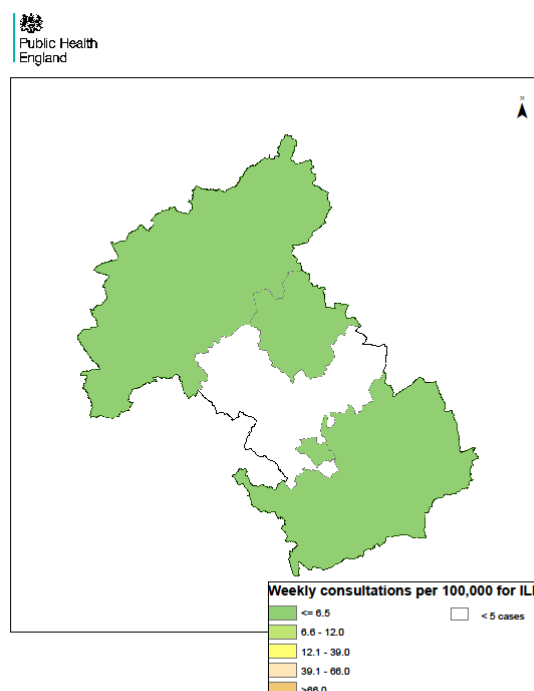 Public Health
England
N
Weekly consultations per 100,000 for ILI
<= 6.5
< 5 cases
6.6 - 12.0
12.1 - 39.0
39.1 - 66.0
>66.0